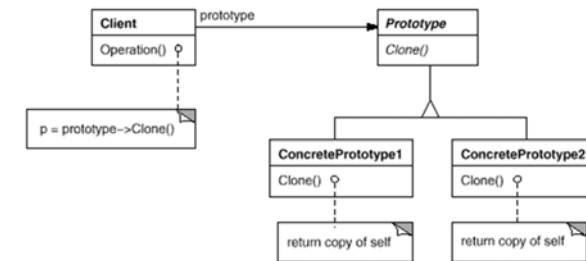 Client
prototype
Prototype
Operation()
Clone()
p = prototype->Clone()
ConcretePrototype1
ConcretePrototype2
Clone()
Clone()
return copy of self
return copy of self